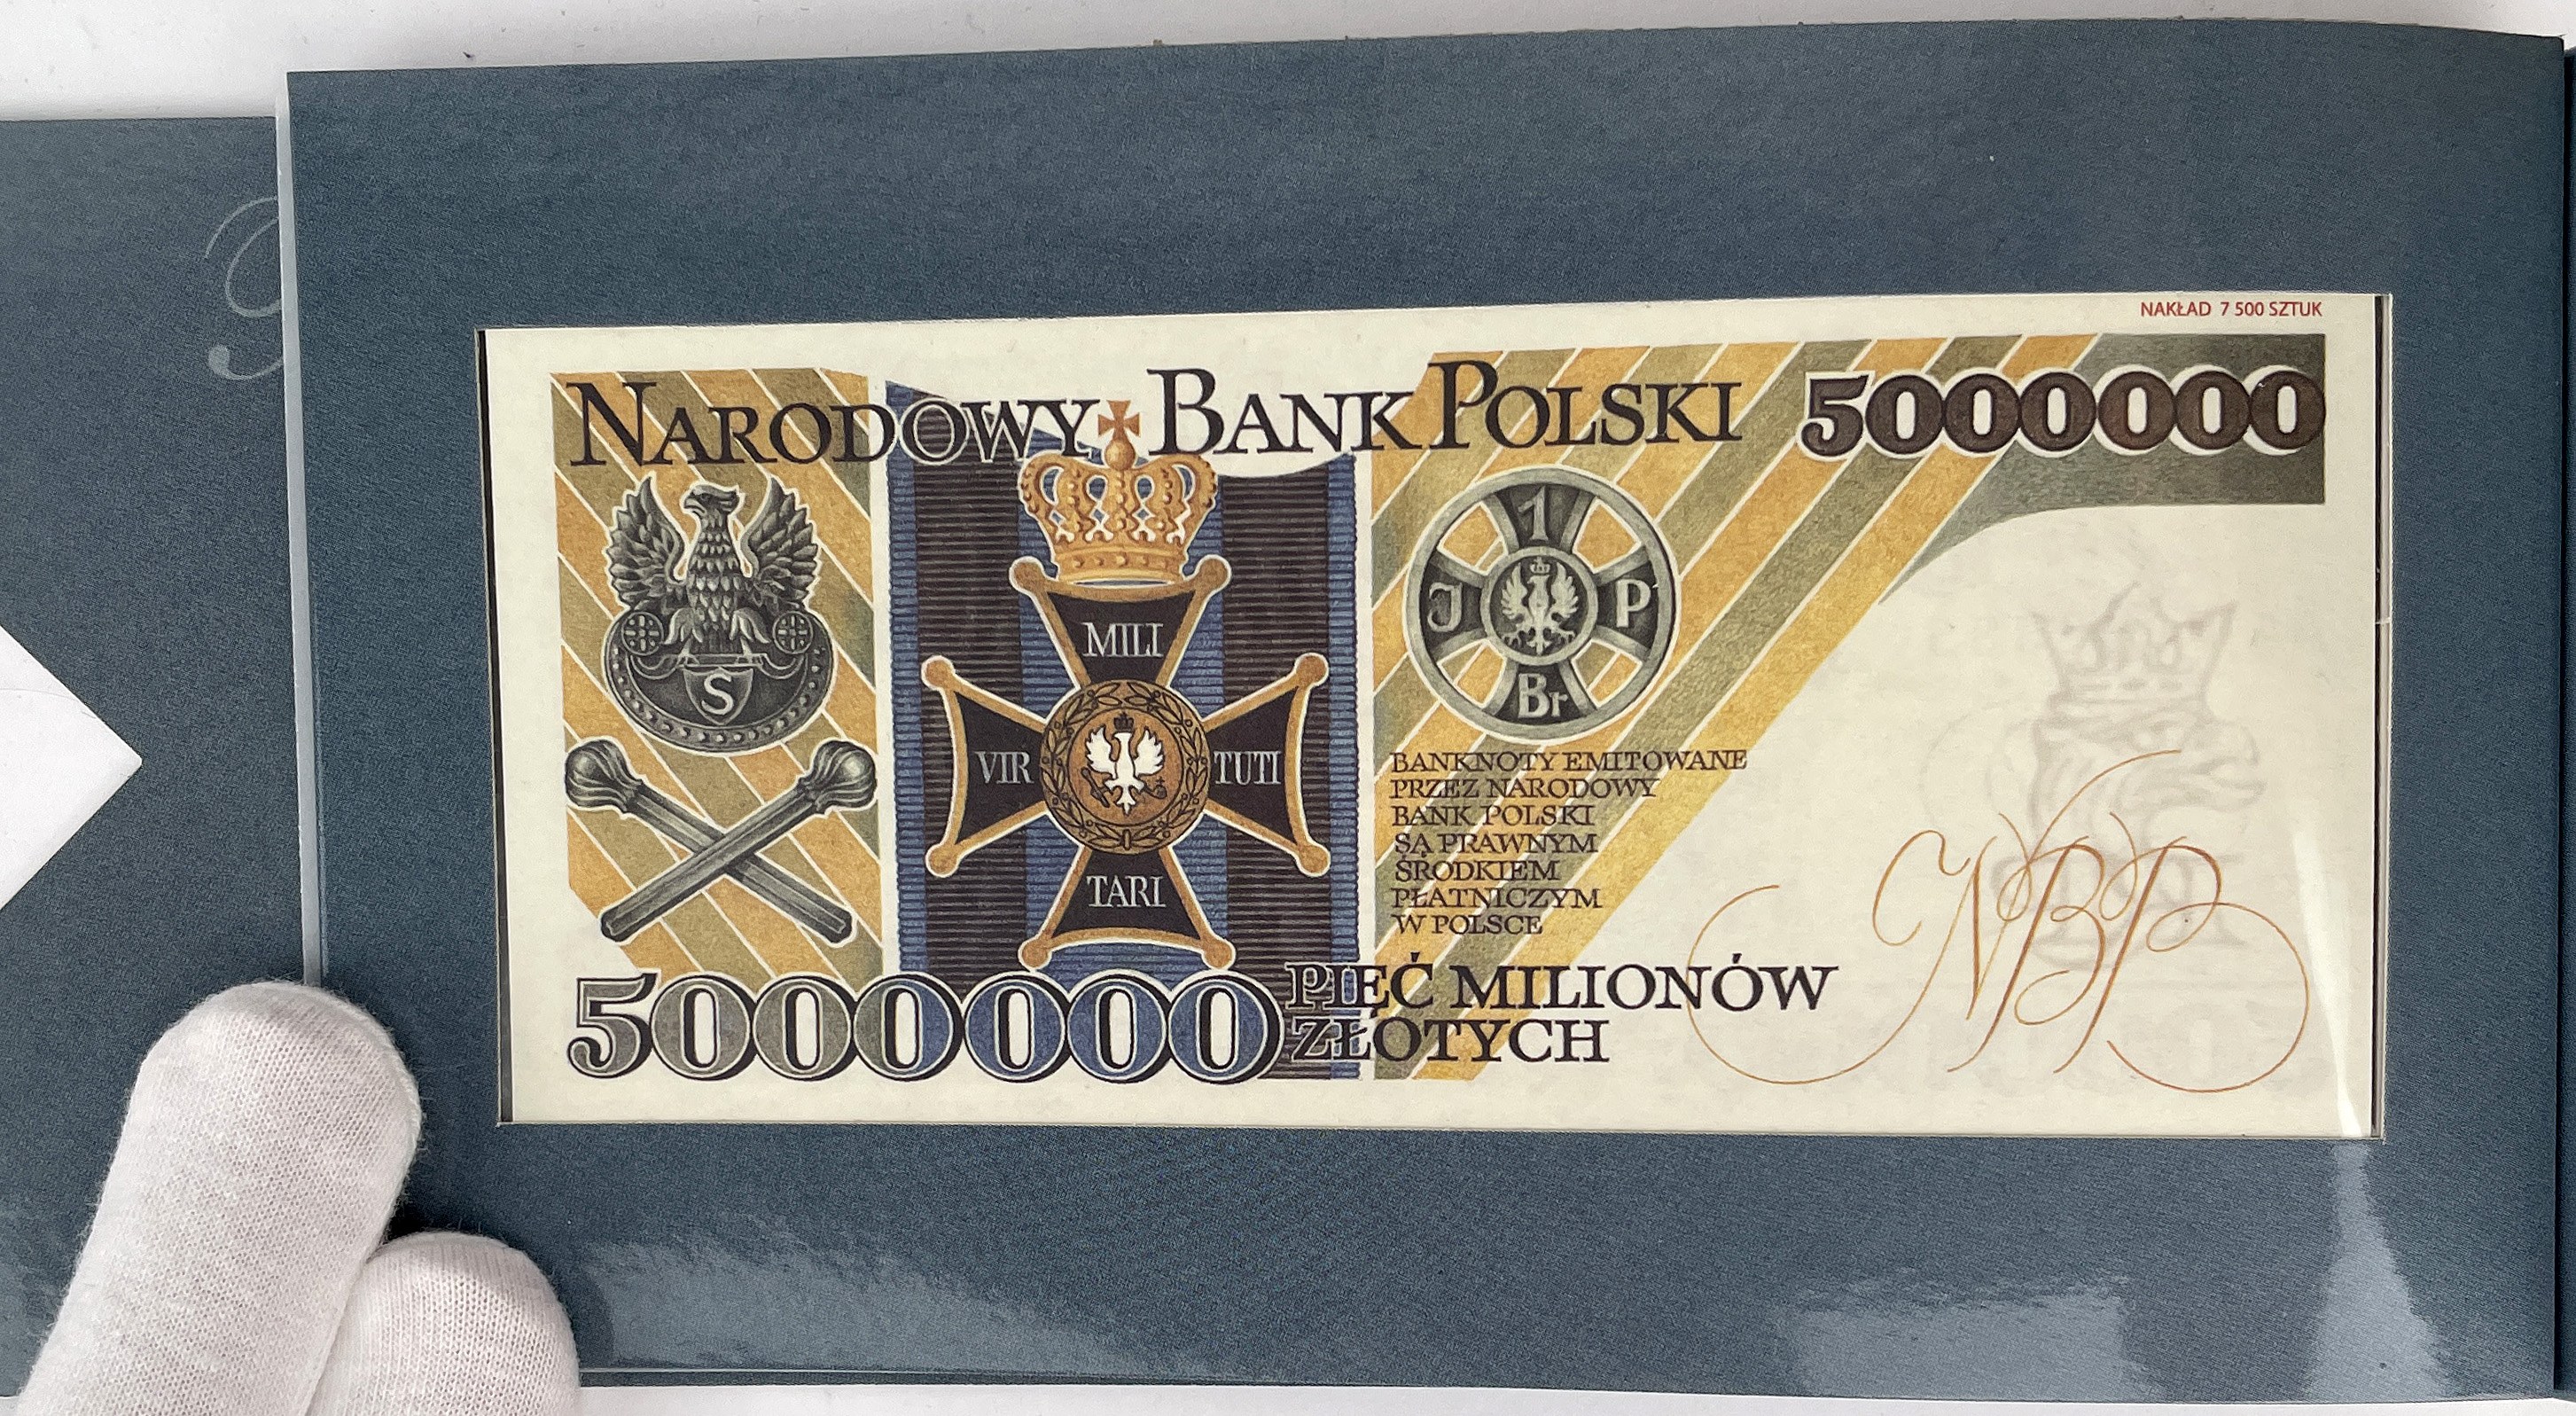 NAKŁAD 7 500 SZTUK
NARODOWY BANK POLSKI 5000000
1
J P
Br
S
MILI
VIR TUTI
TARI
BANKNOTY EMITOWANE
PRZEZ NARODOWY
BANK POLSKI
SĄ PRAWNYM
ŚRODKIEM
PŁATNICZYM
W POLSCE
NBP
5000000 PIĘĆ MILIONÓW
ZŁOTYCH